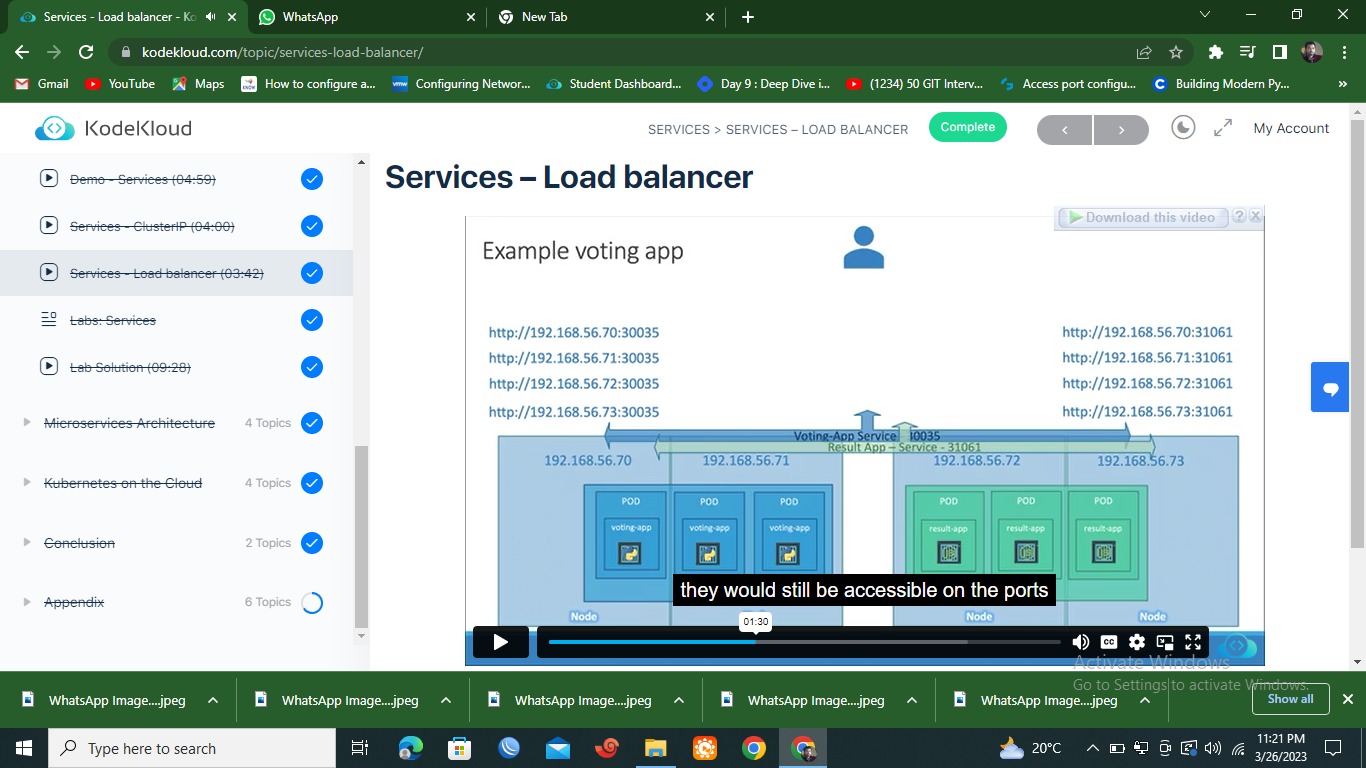 Services - Load balancer - Ko
WhatsApp
New Tab
kodekloud.com/topic/services-load-balancer/
Gmail
YouTube
Maps
How to configure a...
Configuring Networ...
Student Dashboard...
Day 9 : Deep Dive i...
(1234) 50 GIT Interv...
Access port configu...
Building Modern Py...
»
KodeKloud
SERVICES > SERVICES – LOAD BALANCER
Complete
My Account
Demo - Services (04:59)
Services - ClusterIP (04:00)
Services - Load balancer (03:42)
Labs: Services
Lab Solution (09:28)
Microservices Architecture 4 Topics
Kubernetes on the Cloud 4 Topics
Conclusion 2 Topics
Appendix 6 Topics
Services – Load balancer
Download this video ? X
Example voting app
http://192.168.56.70:30035
http://192.168.56.71:30035
http://192.168.56.72:30035
http://192.168.56.73:30035
http://192.168.56.70:31061
http://192.168.56.71:31061
http://192.168.56.72:31061
http://192.168.56.73:31061
Voting-App Service 30035
Result App – Service - 31061
192.168.56.70
192.168.56.71
192.168.56.72
192.168.56.73
POD
POD
POD
POD
POD
POD
voting-app
voting-app
voting-app
result-app
result-app
result-app
they would still be accessible on the ports
Node
Node
Node
01:30
CC
Activate Windows
Go to Settings to activate Windows.
WhatsApp Image....jpeg
WhatsApp Image....jpeg
WhatsApp Image....jpeg
WhatsApp Image....jpeg
WhatsApp Image....jpeg
Show all
Type here to search
20°C
11:21 PM
3/26/2023